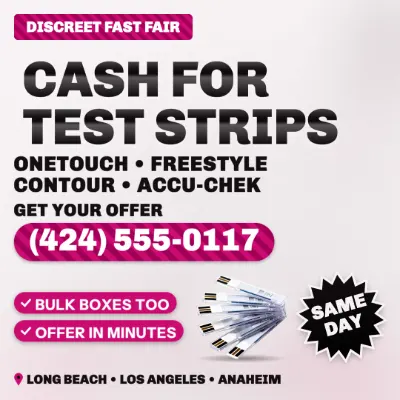 DISCREET FAST FAIR
CASH FOR
TEST STRIPS
ONETOUCH • FREESTYLE
CONTOUR • ACCU-CHEK
GET YOUR OFFER
(424) 555-0117
BULK BOXES TOO
OFFER IN MINUTES
SAME
DAY
LONG BEACH • LOS ANGELES • ANAHEIM